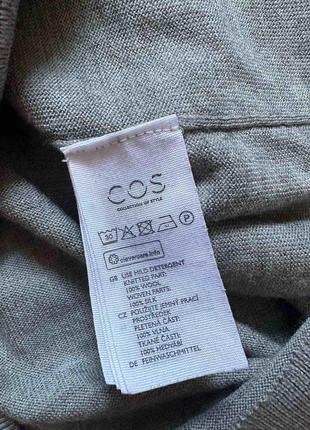 COS
COLLECTION OF STYLE
30 P
clevercare.info
GB USE MILD DETERGENT
KNITTED PART:
100% WOOL
WOVEN PARTS:
100% SILK
CZ POUŽIJTE JEMNÝ PRACÍ
PROSTŘEDEK
PLETENÁ ČÁST:
100% VLNA
TKANÉ ČÁSTI:
100% HEDVÁBÍ
DE FEINWASCHMITTEL